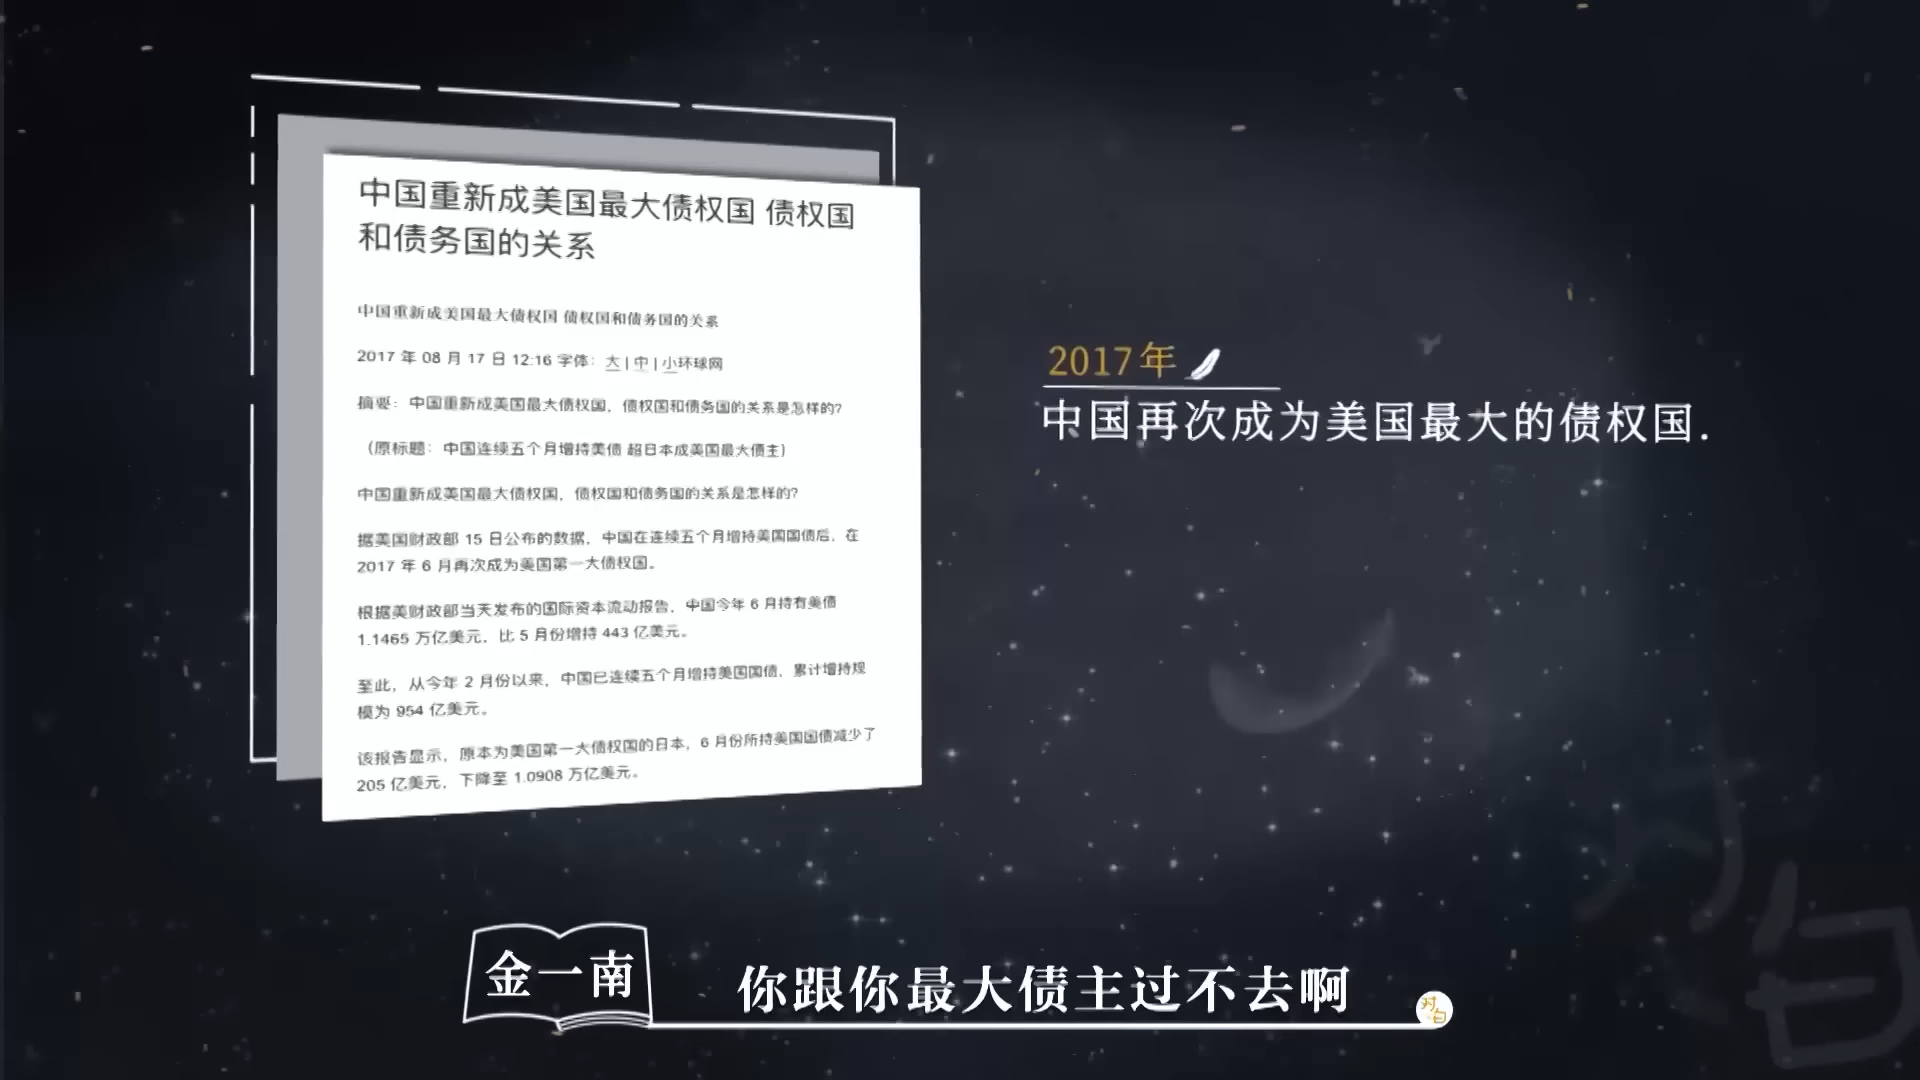 中国重新成美国最大债权国 债权国
和债务国的关系
中国重新成美国最大债权国 债权国和债务国的关系
2017 年 08 月 17 日 12:16 字体：大 | 中 | 小环球网
摘要：中国重新成美国最大债权国，债权国和债务国的关系是怎样的？
（原标题：中国连续五个月增持美债 超日本成美国最大债主）
中国重新成美国最大债权国，债权国和债务国的关系是怎样的？
据美国财政部 15 日公布的数据，中国在连续五个月增持美国国债后，在
2017 年 6 月再次成为美国第一大债权国。
根据美财政部当天发布的国际资本流动报告，中国今年 6 月持有美债
1.1465 万亿美元，比 5 月份增持 443 亿美元。
至此，从今年 2 月份以来，中国已连续五个月增持美国国债，累计增持规
模为 954 亿美元。
该报告显示，原本为美国第一大债权国的日本，6 月份所持美国国债减少了
205 亿美元，下降至 1.0908 万亿美元。
2017年
中国再次成为美国最大的债权国.
金一南
你跟你最大债主过不去啊
对白
对白